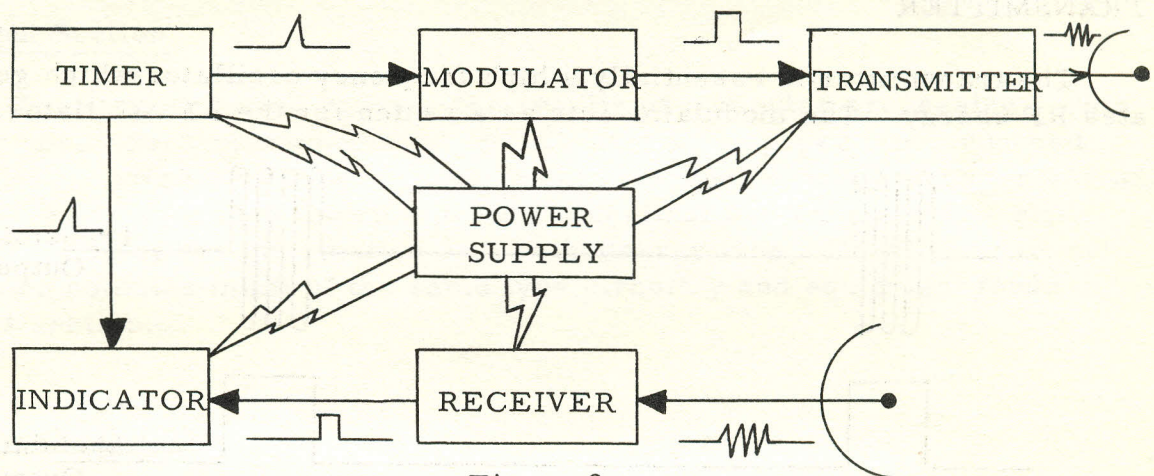 TIMER
MODULATOR
TRANSMITTER
POWER
SUPPLY
INDICATOR
RECEIVER